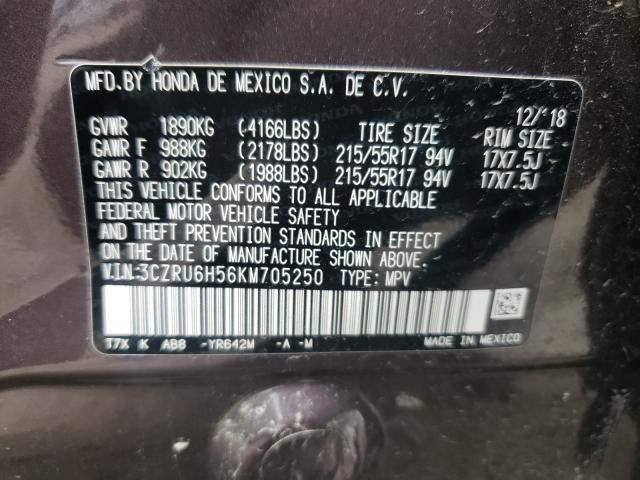 MFD. BY HONDA DE MEXICO S.A. DE C.V.
12/'18
GVWR 1890KG (4166LBS) TIRE SIZE RIM SIZE
GAWR F 988KG (2178LBS) 215/55R17 94V 17X7.5J
GAWR R 902KG (1988LBS) 215/55R17 94V 17X7.5J
THIS VEHICLE CONFORMS TO ALL APPLICABLE
FEDERAL MOTOR VEHICLE SAFETY
AND THEFT PREVENTION STANDARDS IN EFFECT
ON THE DATE OF MANUFACTURE SHOWN ABOVE.
V.I.N: 3CZRU6H56KM705250 TYPE: MPV
T7X K AB8 -YR642M -A -M
MADE IN MEXICO